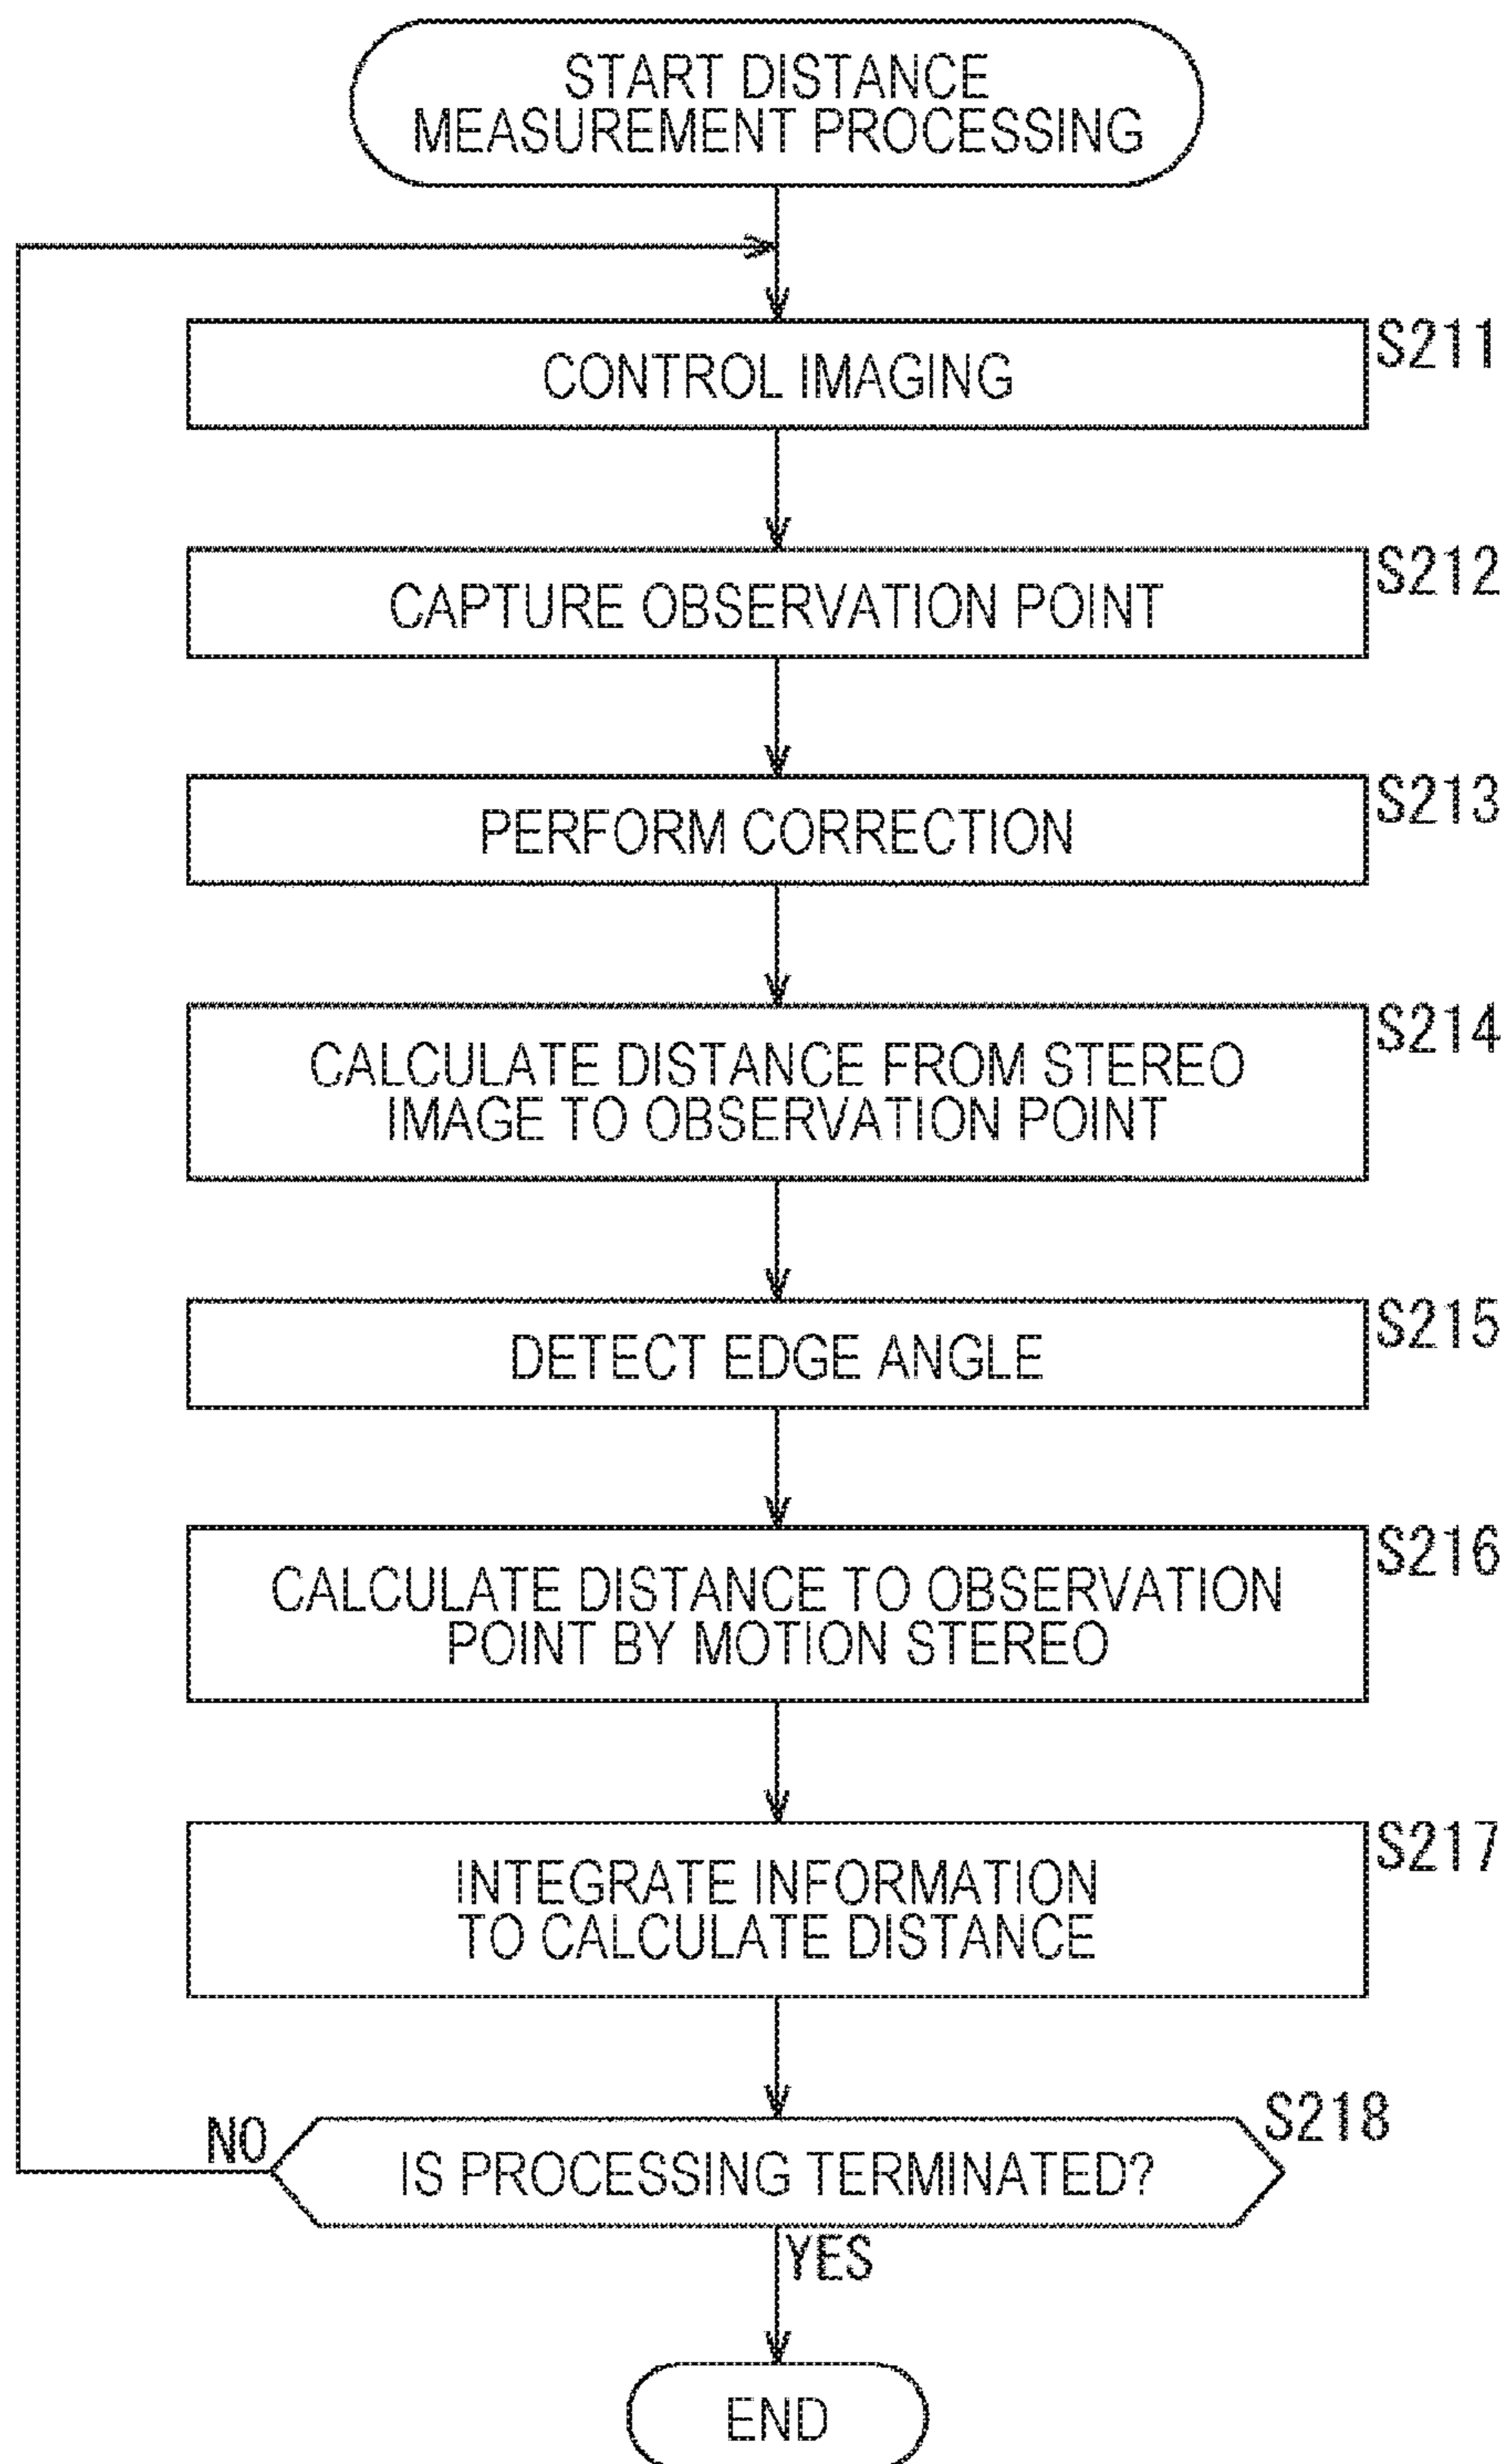 START DISTANCE
MEASUREMENT PROCESSING
S211
CONTROL IMAGING
S212
CAPTURE OBSERVATION POINT
S213
PERFORM CORRECTION
S214
CALCULATE DISTANCE FROM STEREO
IMAGE TO OBSERVATION POINT
S215
DETECT EDGE ANGLE
S216
CALCULATE DISTANCE TO OBSERVATION
POINT BY MOTION STEREO
S217
INTEGRATE INFORMATION
TO CALCULATE DISTANCE
S218
NO
IS PROCESSING TERMINATED?
YES
END